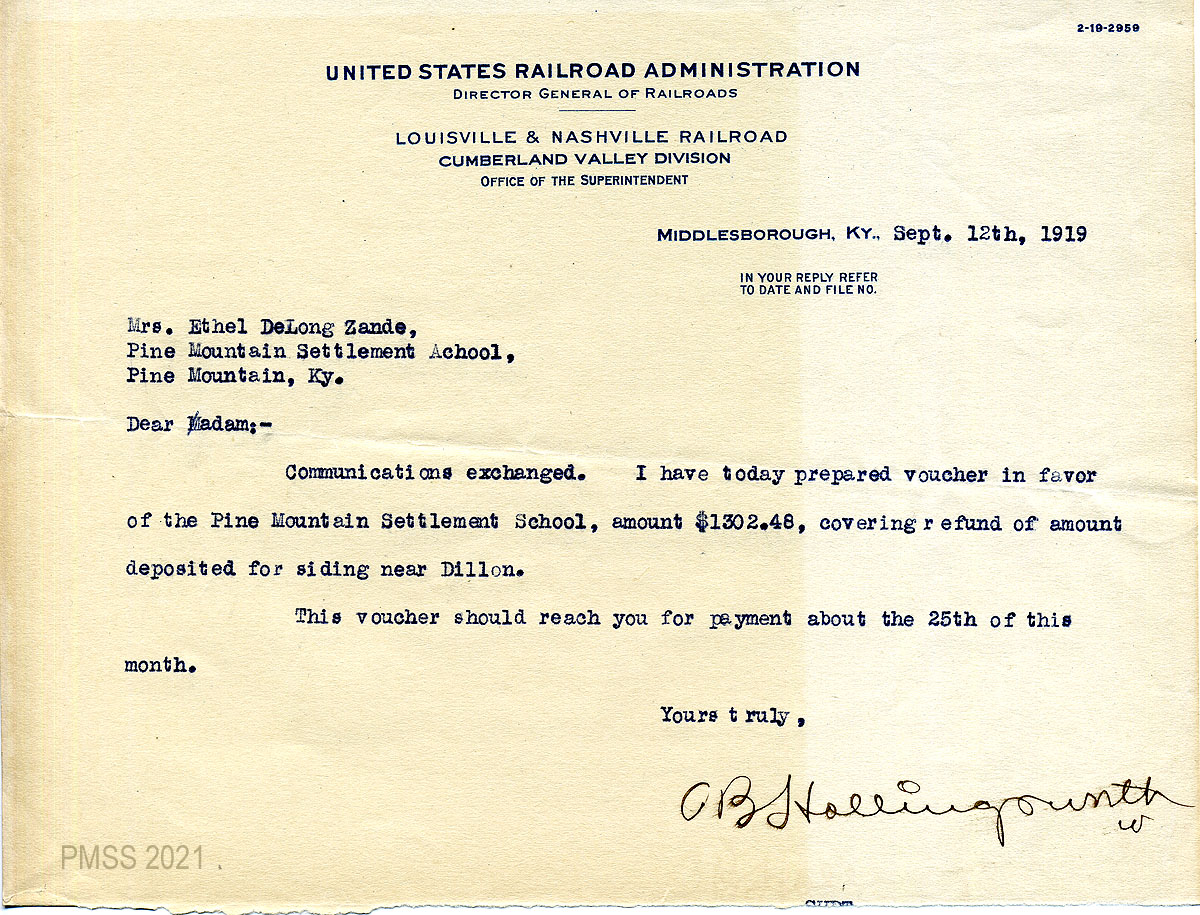 2-19-2959
UNITED STATES RAILROAD ADMINISTRATION
DIRECTOR GENERAL OF RAILROADS
LOUISVILLE & NASHVILLE RAILROAD
CUMBERLAND VALLEY DIVISION
OFFICE OF THE SUPERINTENDENT
MIDDLESBOROUGH, KY., Sept. 12th, 1919
IN YOUR REPLY REFER
TO DATE AND FILE NO.
Mrs. Ethel DeLong Zande,
Pine Mountain Settlement Achool,
Pine Mountain, Ky.
Dear Madam:-
Communications exchanged. I have today prepared voucher in favor
of the Pine Mountain Settlement School, amount $1302.48, covering refund of amount
deposited for siding near Dillon.
This voucher should reach you for payment about the 25th of this
month.
Yours truly,
CB Hollingsworth
w
PMSS 2021 .